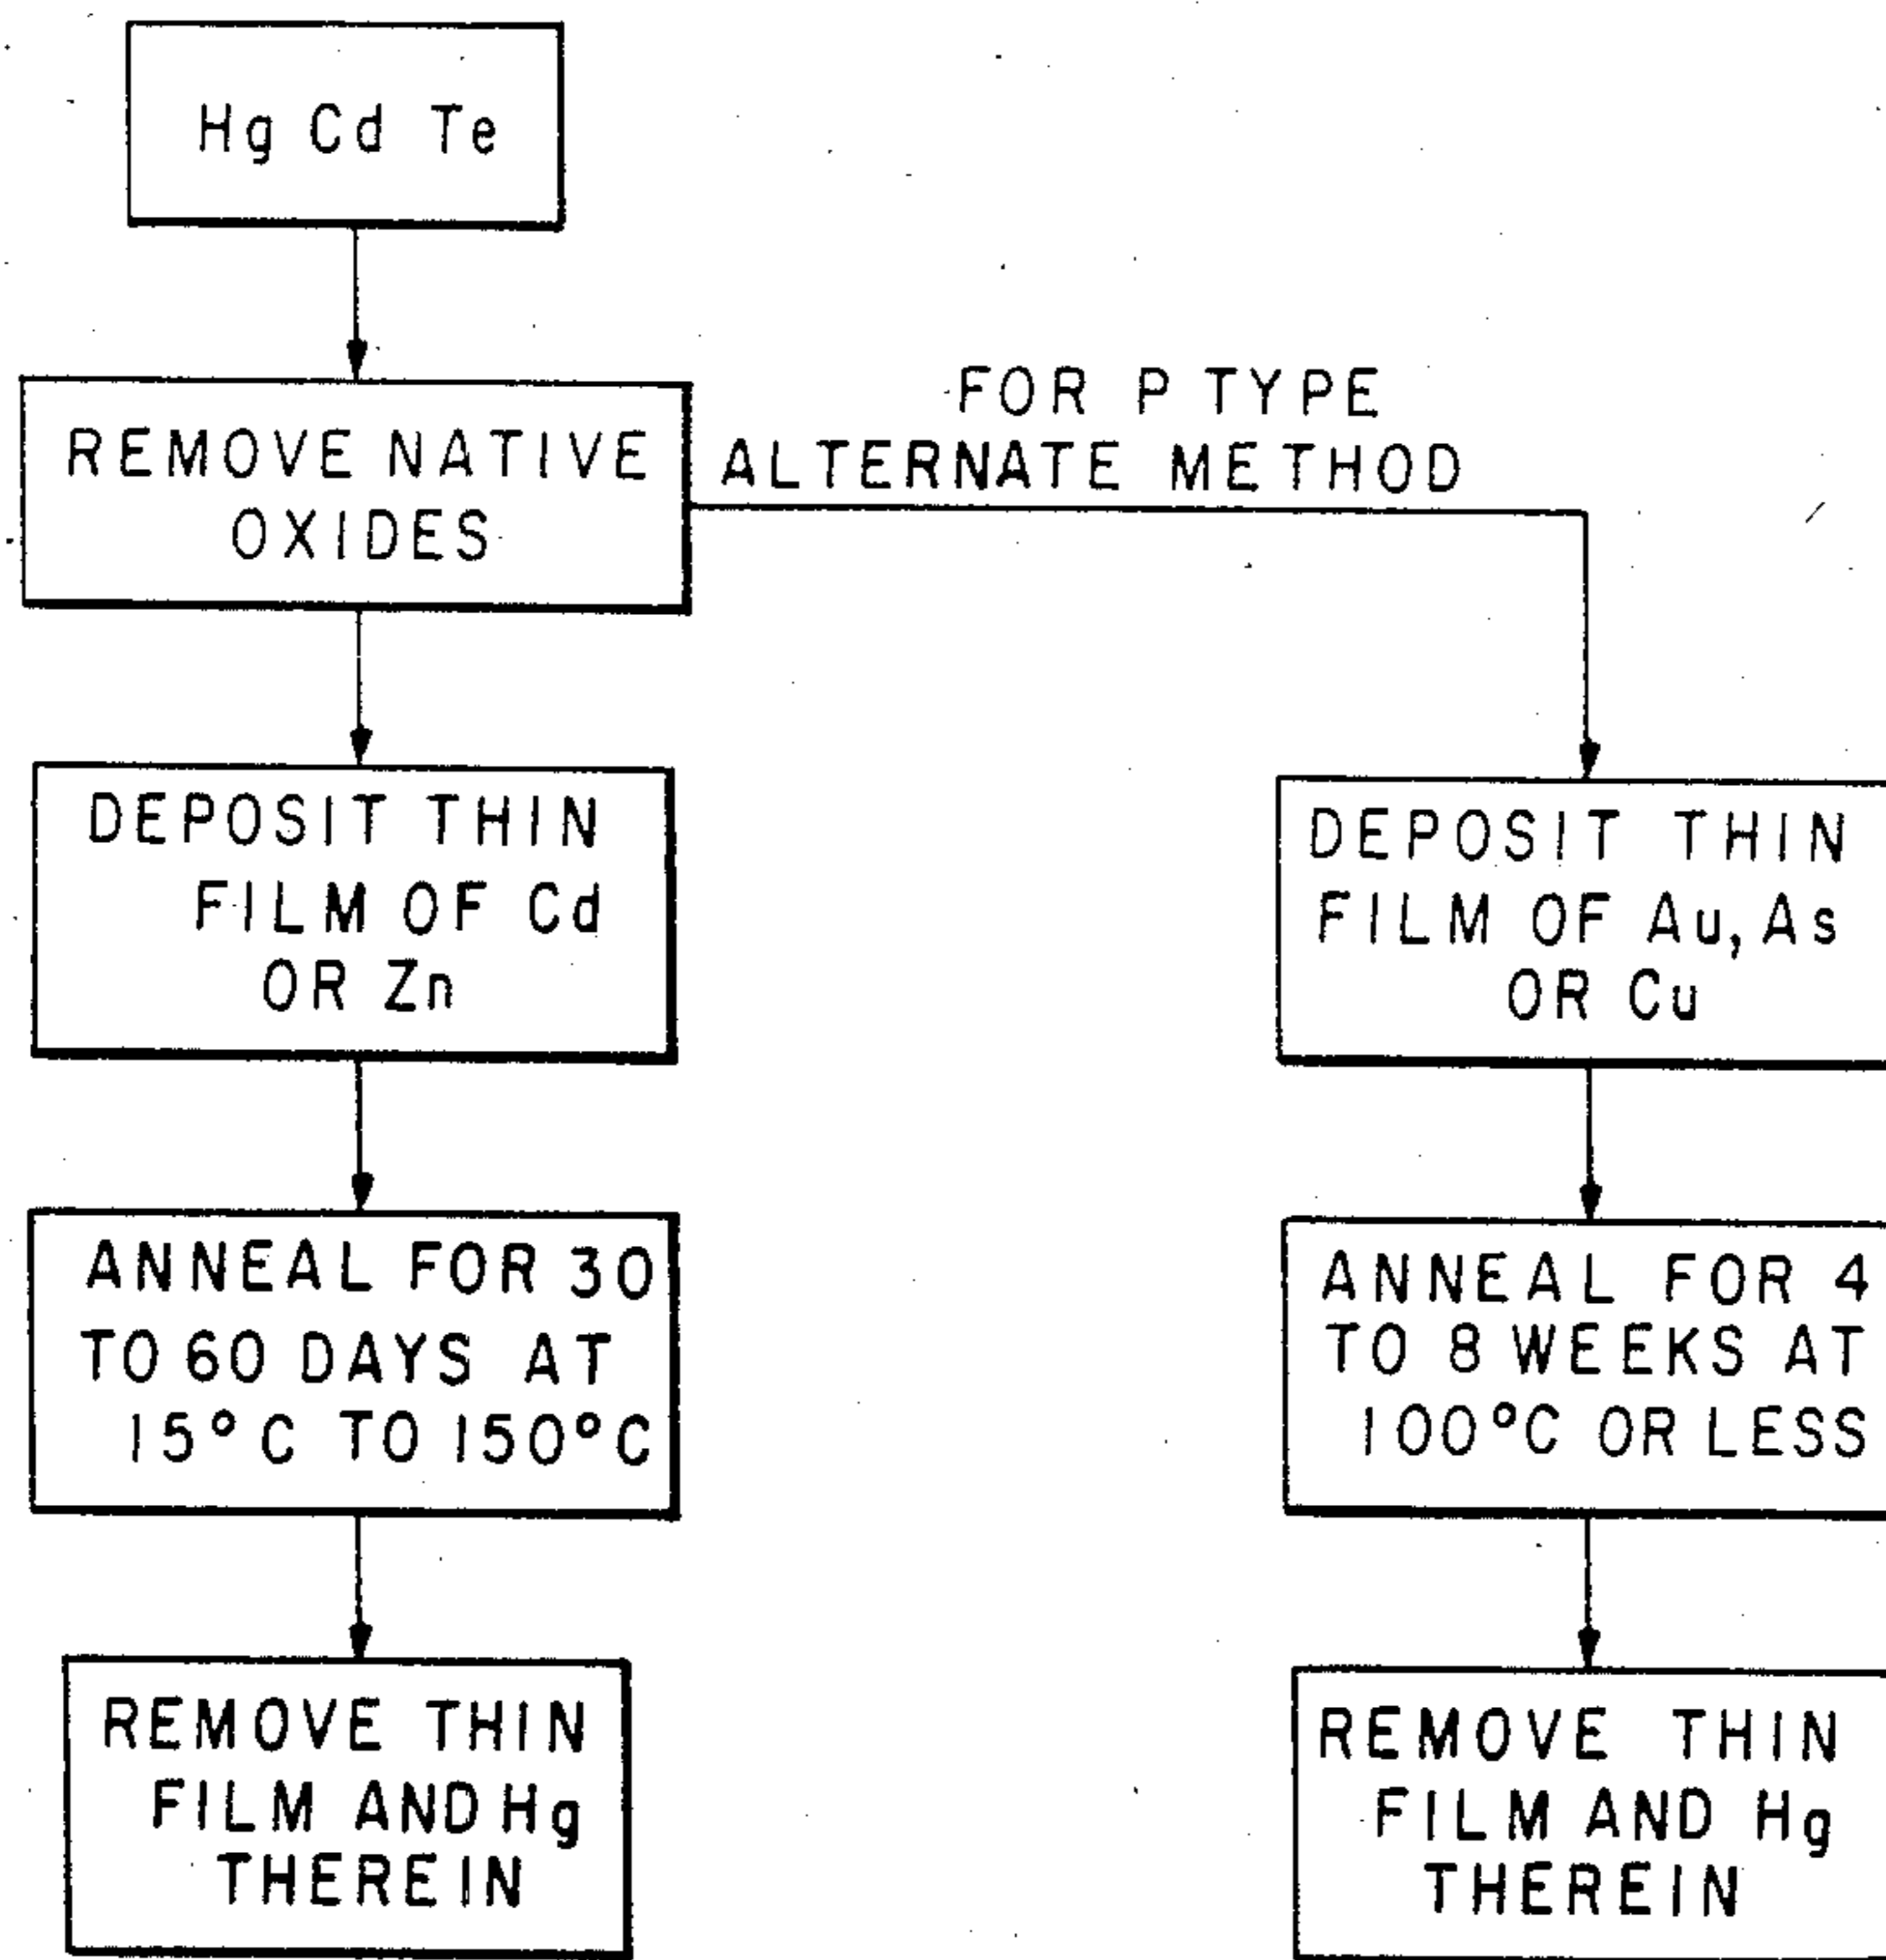 Hg Cd Te
REMOVE NATIVE
OXIDES
FOR P TYPE
ALTERNATE METHOD
DEPOSIT THIN
FILM OF Cd
OR Zn
ANNEAL FOR 30
TO 60 DAYS AT
15°C TO 150°C
REMOVE THIN
FILM AND Hg
THEREIN
DEPOSIT THIN
FILM OF Au, As
OR Cu
ANNEAL FOR 4
TO 8 WEEKS AT
100°C OR LESS
REMOVE THIN
FILM AND Hg
THEREIN